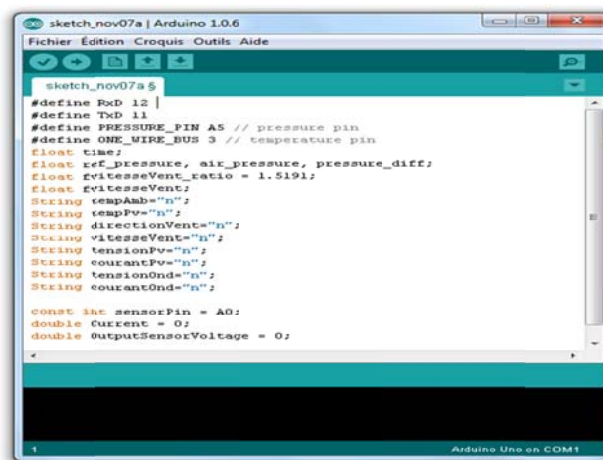 sketch_nov07a | Arduino 1.0.6
Fichier Édition Croquis Outils Aide
sketch_nov07a §
#define RxD 12
#define TxD 11
#define PRESSURE_PIN A5 // pressure pin
#define ONE_WIRE_BUS 3 // temperature pin
float time;
float ref_pressure, air_pressure, pressure_diff;
float fvitesseVent_ratio = 1.5191;
float fvitesseVent;
String tempAmb="n";
String tempPv="n";
String directionVent="n";
String vitesseVent="n";
String tensionPv="n";
String courantPv="n";
String tensionOnd="n";
String courantOnd="n";
const int sensorPin = A0;
double Current = 0;
double OutputSensorVoltage = 0;
1
Arduino Uno on COM1